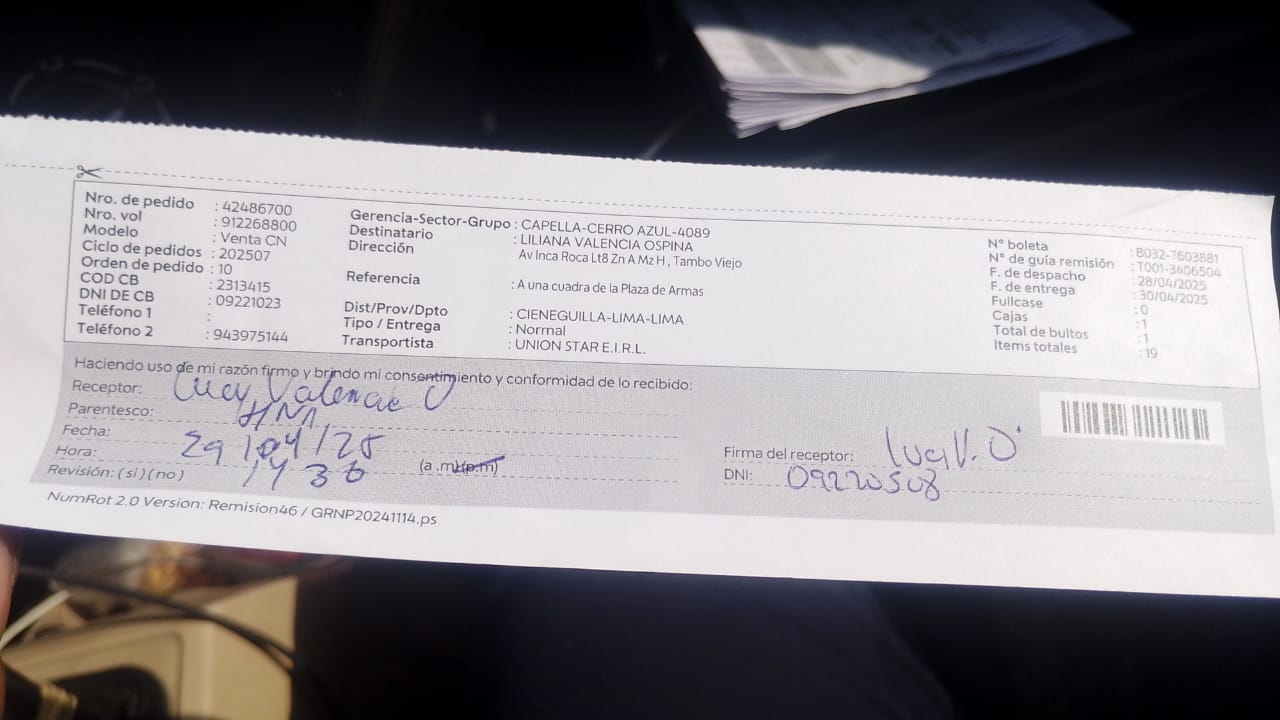 Nro. de pedido : 42486700
Nro. vol : 912268800
Modelo : Venta CN
Ciclo de pedidos : 202507
Orden de pedido : 10
COD CB : 2313415
DNI DE CB : 09221023
Teléfono 1 :
Teléfono 2 : 943975144
Gerencia-Sector-Grupo : CAPELLA-CERRO AZUL-4089
Destinatario : LILIANA VALENCIA OSPINA
Dirección Av Inca Roca Lt8 Zn A Mz H , Tambo Viejo
Referencia : A una cuadra de la Plaza de Armas
Dist/Prov/Dpto : CIENEGUILLA-LIMA-LIMA
Tipo / Entrega : Normal
Transportista : UNION STAR E.I.R.L.
N° boleta : B032-7603881
N° de guía remisión : T001-3406504
F. de despacho : 28/04/2025
F. de entrega : 30/04/2025
Fullcase : 0
Cajas : 1
Total de bultos : 1
Items totales : 19
Haciendo uso de mi razón firmo y brindo mi consentimiento y conformidad de lo recibido:
Receptor: Lucy Valencia O
Parentesco: HNA
Fecha: 29/04/25
Hora: 1430 (a.m)(p.m)
Revisión: (si) (no)
Firma del receptor: Lucy V. O.
DNI: 09220508
NumRot 2.0 Version: Remision46 / GRNP20241114.ps